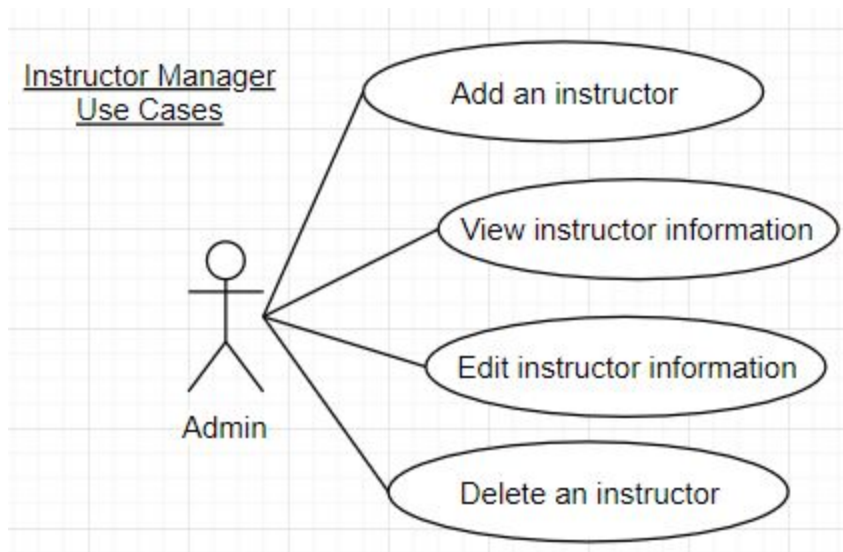 Instructor Manager
Use Cases
Add an instructor
View instructor information
Edit instructor information
Admin
Delete an instructor